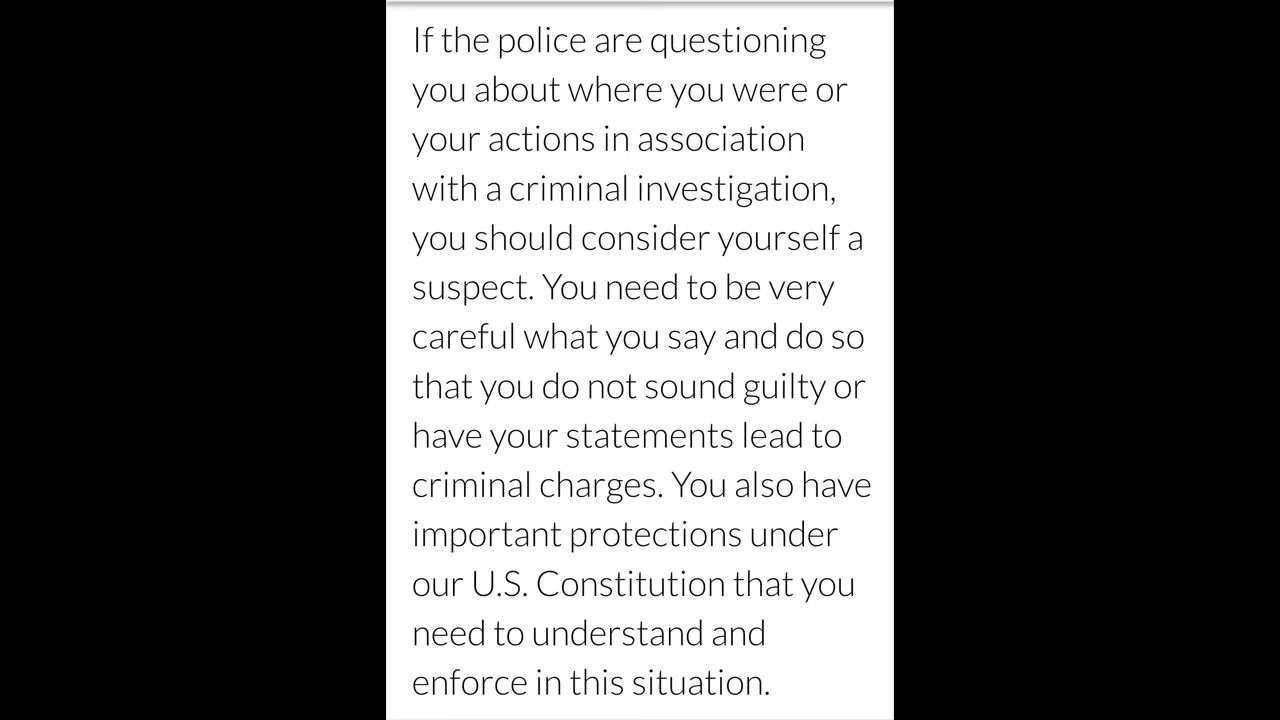 If the police are questioning
you about where you were or
your actions in association
with a criminal investigation,
you should consider yourself a
suspect. You need to be very
careful what you say and do so
that you do not sound guilty or
have your statements lead to
criminal charges. You also have
important protections under
our U.S. Constitution that you
need to understand and
enforce in this situation.